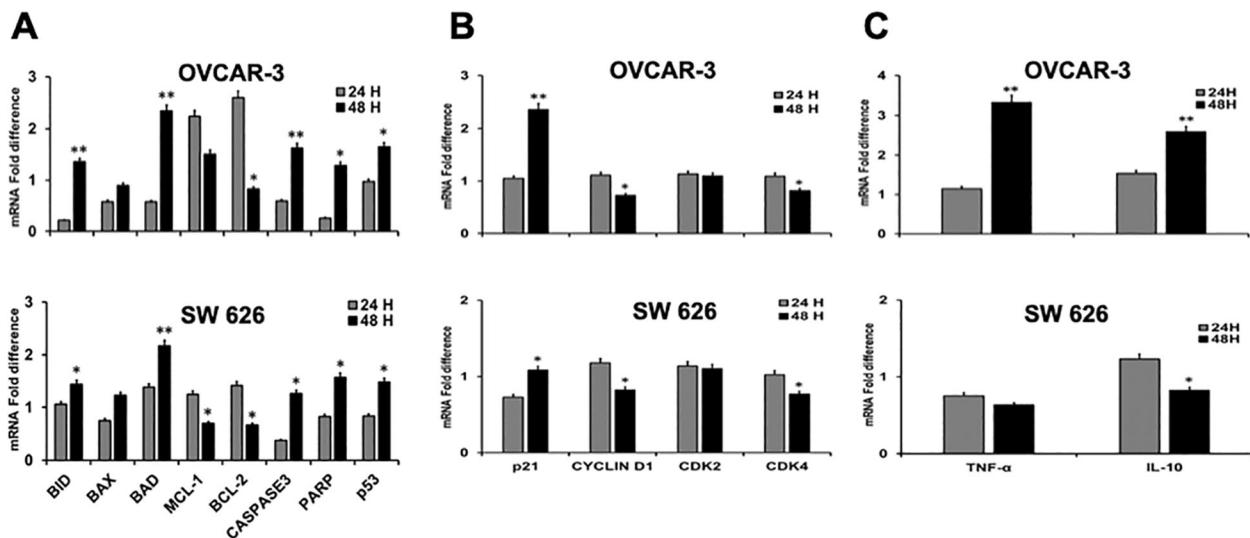 A
OVCAR-3
24 H
48 H
mRNA Fold difference
3
2
1
0
**
**
*
**
*
*
SW 626
24 H
48 H
mRNA Fold difference
3
2
1
0
*
**
*
*
*
*
*
BID
BAX
BAD
MCL-1
BCL-2
CASPASE3
PARP
p53
B
OVCAR-3
24 H
48 H
mRNA Fold difference
3
2
1
0
**
*
*
SW 626
24 H
48 H
mRNA Fold difference
2
1
0
*
*
*
p21
CYCLIN D1
CDK2
CDK4
C
OVCAR-3
24H
48H
mRNA Fold difference
4
3
2
1
0
**
**
SW 626
24H
48H
mRNA Fold difference
2
1
0
*
TNF-α
IL-10